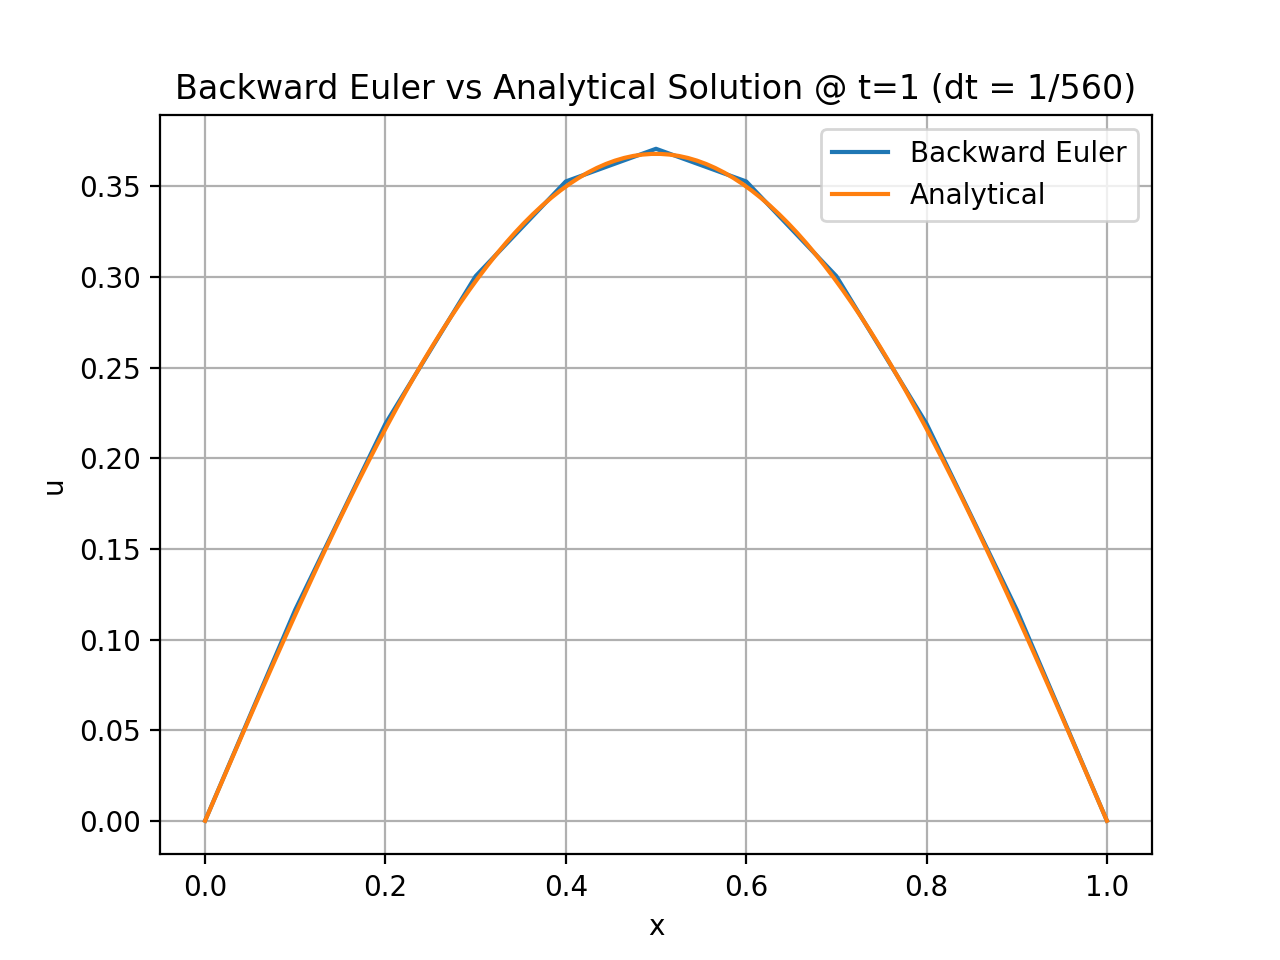 Backward Euler vs Analytical Solution @ t=1 (dt = 1/560)
Backward Euler
Analytical
0.35
0.30
0.25
0.20
0.15
0.10
0.05
0.00
u
0.0 0.2 0.4 0.6 0.8 1.0
x